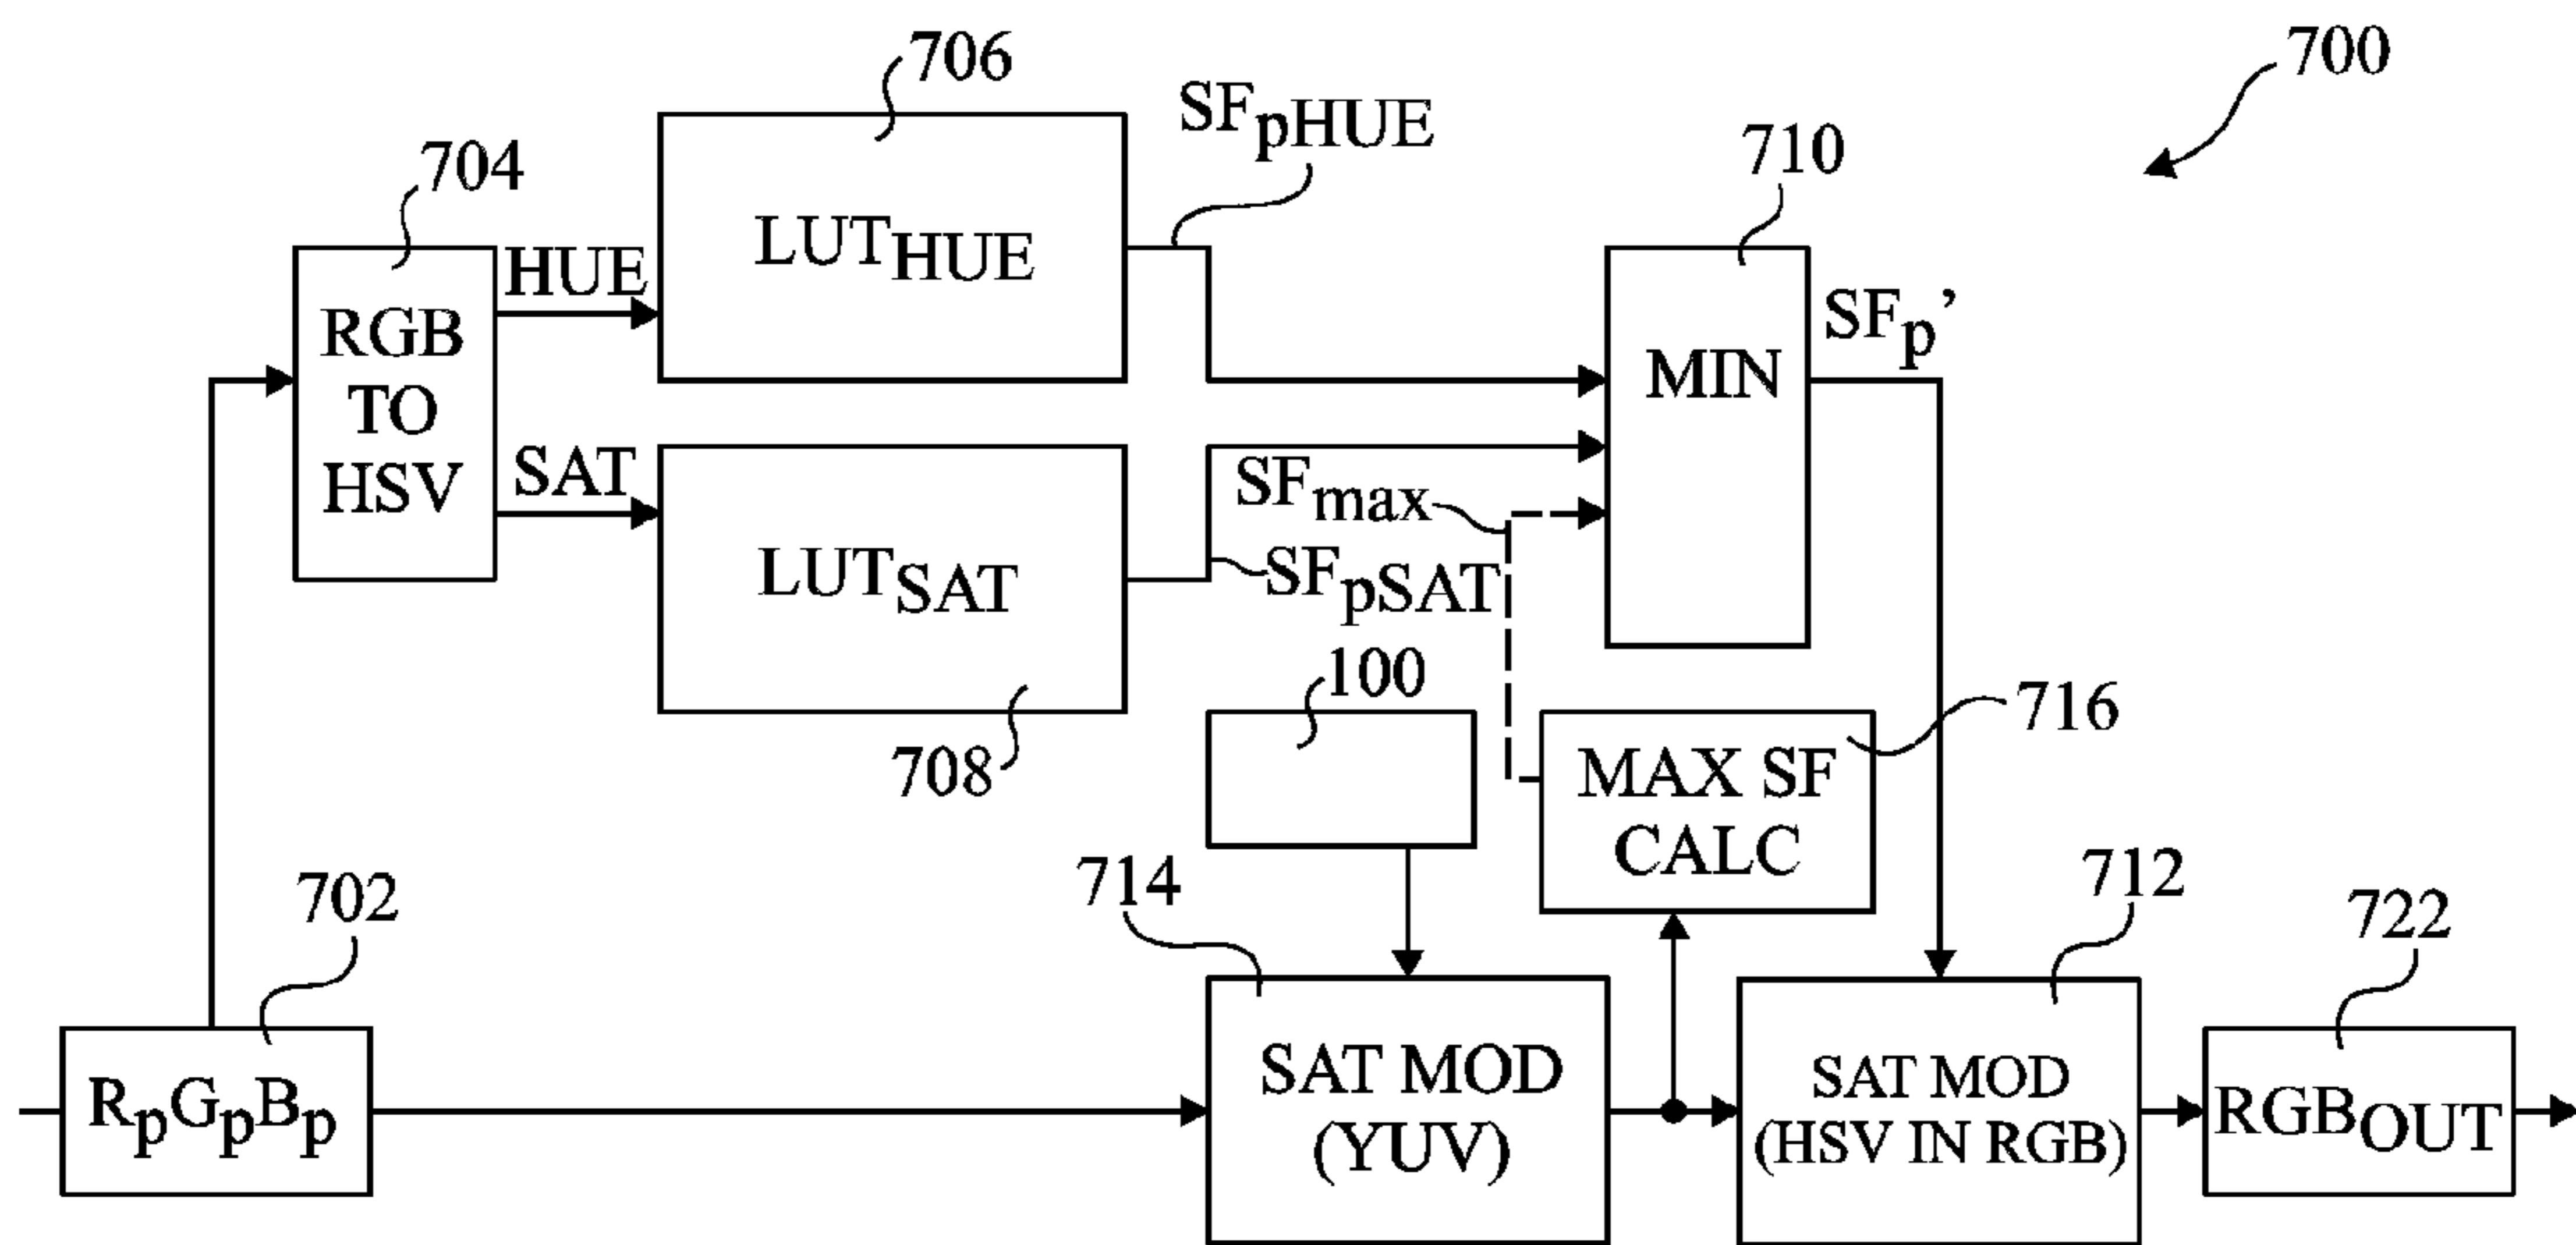 700
706
SFpHUE
710
704
HUE
LUTHUE
RGB
TO
HSV
MIN
SFp’
SAT
LUTSAT
SFmax
SFpSAT
708
100
716
MAX SF
CALC
714
712
702
722
RpGpBp
SAT MOD
(YUV)
SAT MOD
(HSV IN RGB)
RGBOUT